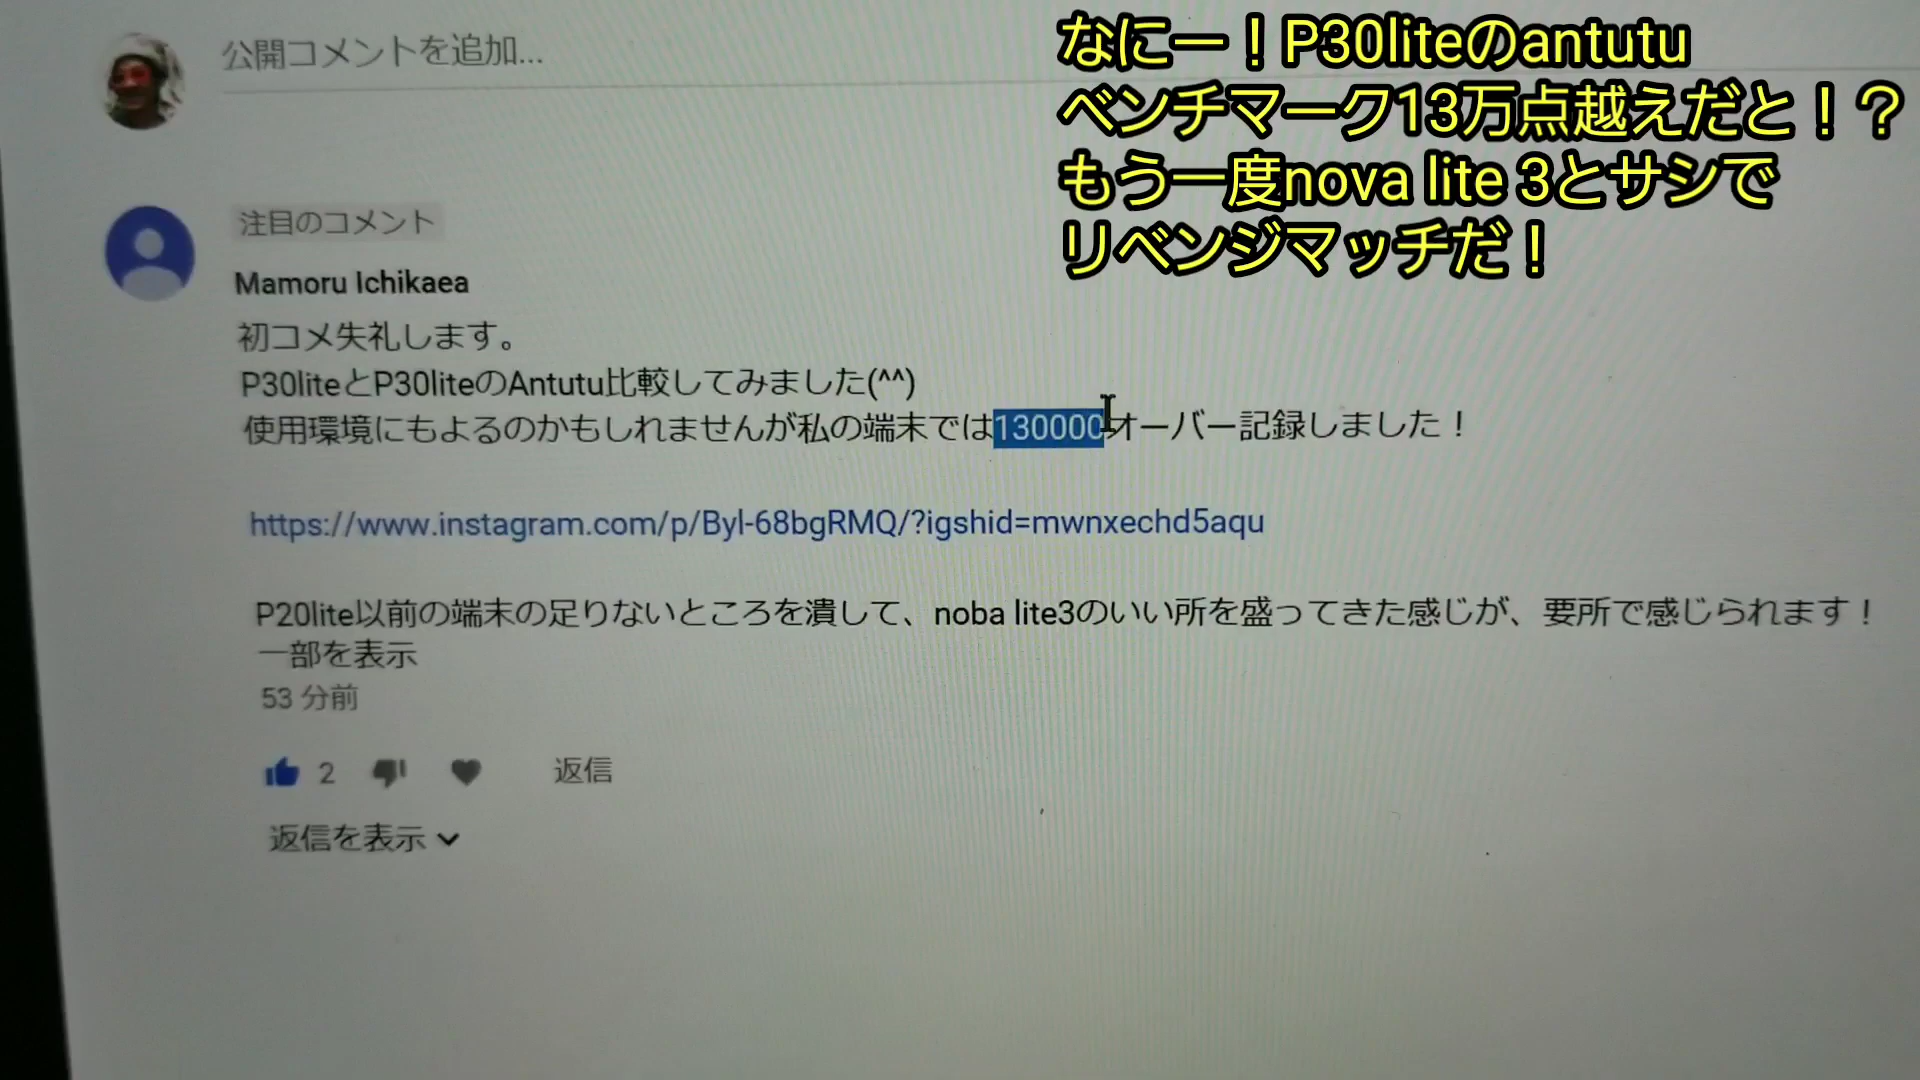 公開コメントを追加...
なにー！P30liteのantutu
ベンチマーク13万点越えだと！？
もう一度nova lite 3とサシで
リベンジマッチだ！
注目のコメント
Mamoru Ichikaea
初コメ失礼します。
P30liteとP30liteのAntutu比較してみました(^^)
使用環境にもよるのかもしれませんが私の端末では130000オーバー記録しました！
https://www.instagram.com/p/Byl-68bgRMQ/?igshid=mwnxechd5aqu
P20lite以前の端末の足りないところを潰して、noba lite3のいい所を盛ってきた感じが、要所で感じられます！
一部を表示
53 分前
2 返信
返信を表示